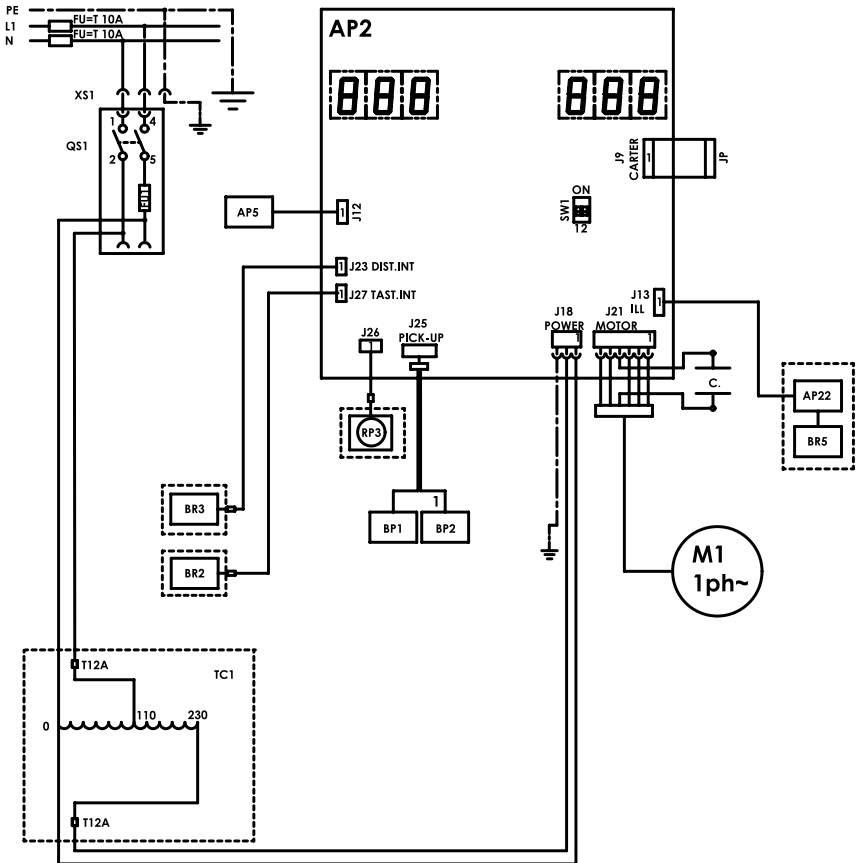 PE
L1 FU=T 10A
N FU=T 10A
AP2
888 888
XS1
1 4
QS1
2 5
FU1
J9 CARTER 1 JP
ON
SW1
12
AP5 1 J12
1 J23 DIST.INT
1 J27 TAST.INT
J13
ILL 1
J18 J21
POWER MOTOR
1 1
J26 J25
1 PICK-UP
C.
AP22
BR5
RP3
BR3
1
BP1 BP2
BR2
M1
1ph~
T12A TC1
0 110 230
T12A